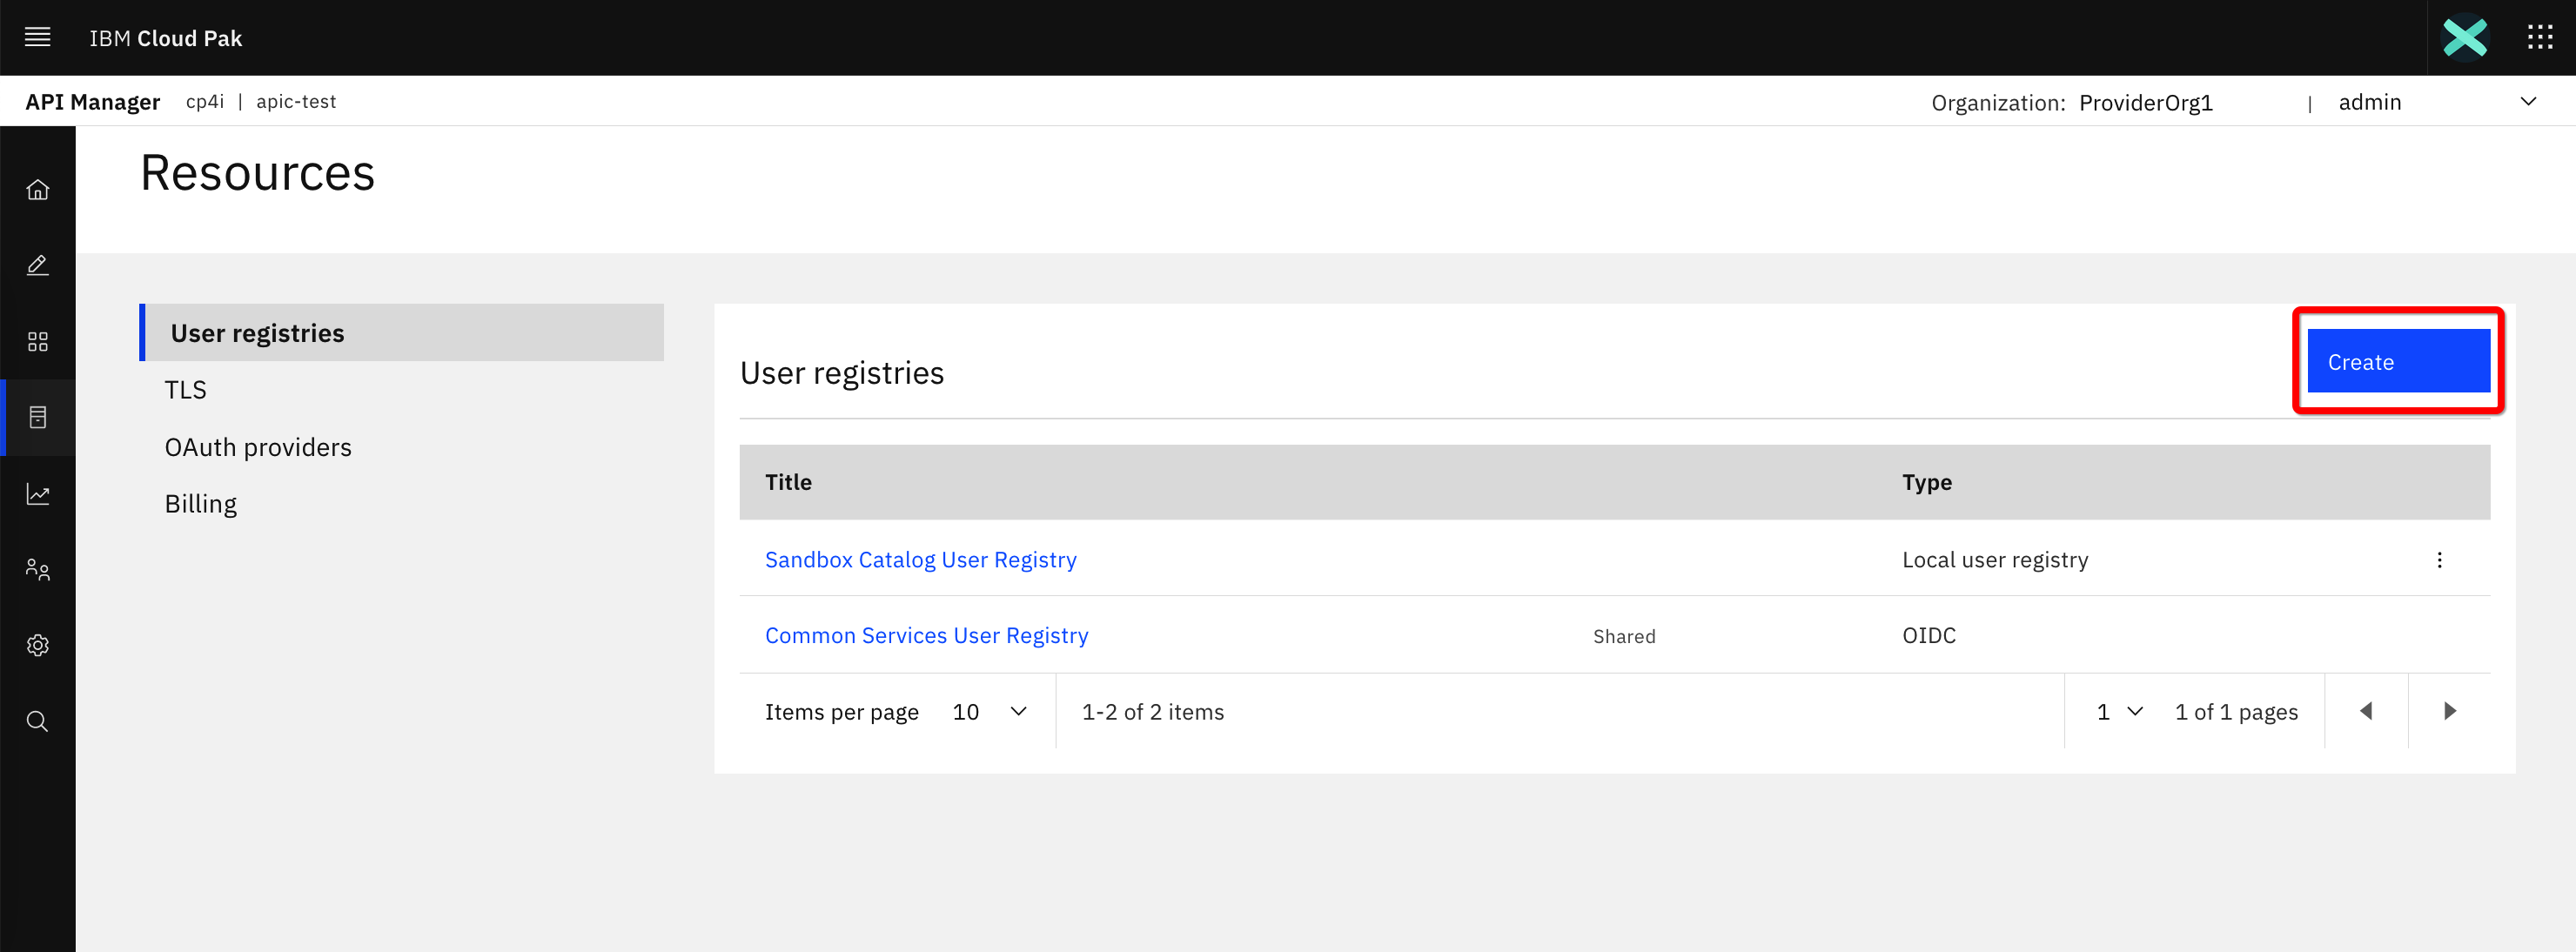 IBM Cloud Pak
API Manager cp4i | apic-test Organization: ProviderOrg1 | admin
Resources
User registries
TLS
OAuth providers
Billing
User registries
Create
Title Type
Sandbox Catalog User Registry Local user registry
Common Services User Registry Shared OIDC
Items per page 10 1-2 of 2 items 1 1 of 1 pages